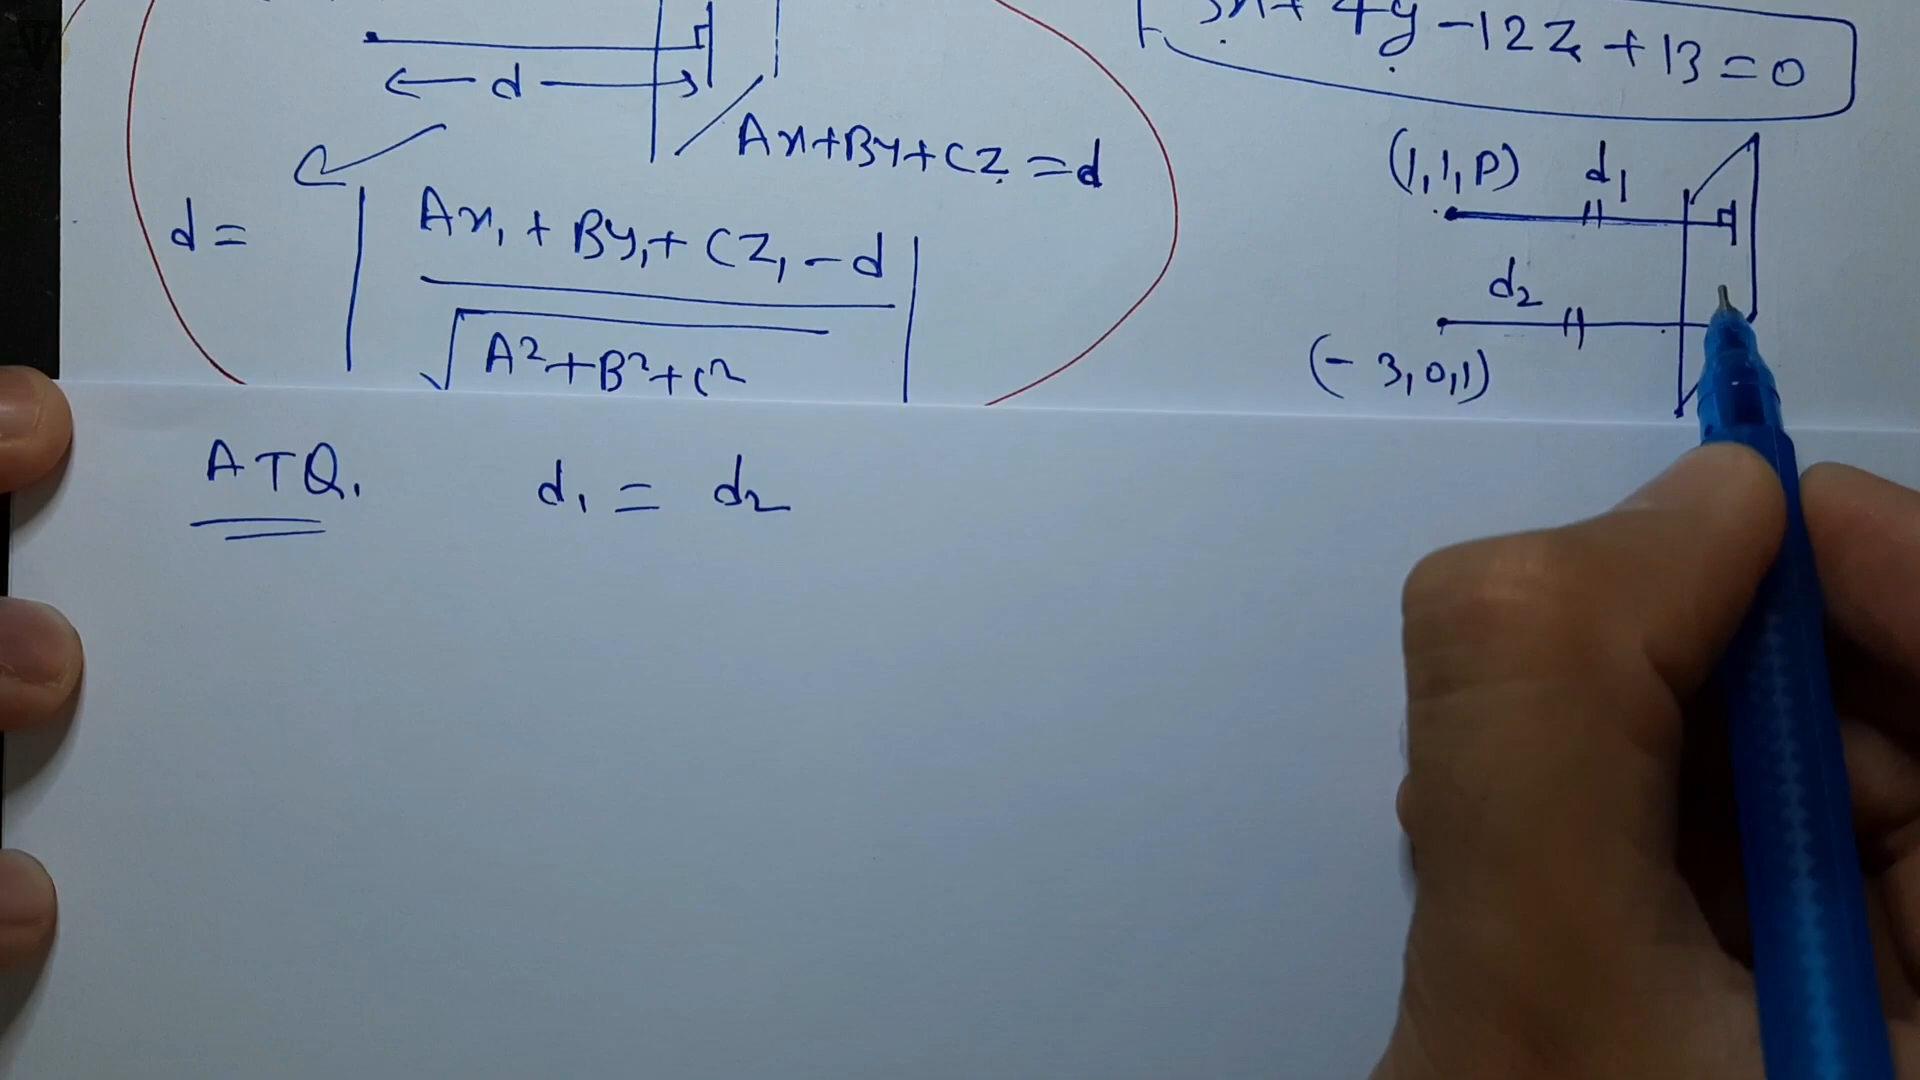 3x + 4y - 12z + 13 = 0
d
Ax + By + Cz = d
d = | Ax₁ + By₁ + Cz₁ - d / √A² + B² + C² |
(1, 1, P) d₁
d₂
(- 3, 0, 1)
ATQ. d₁ = d₂